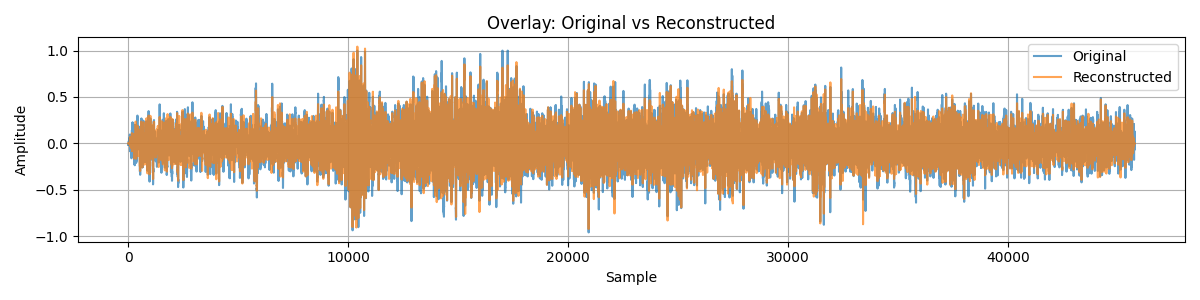 Overlay: Original vs Reconstructed
Original
Reconstructed
Amplitude
1.0
0.5
0.0
−0.5
−1.0
0 10000 20000 30000 40000
Sample